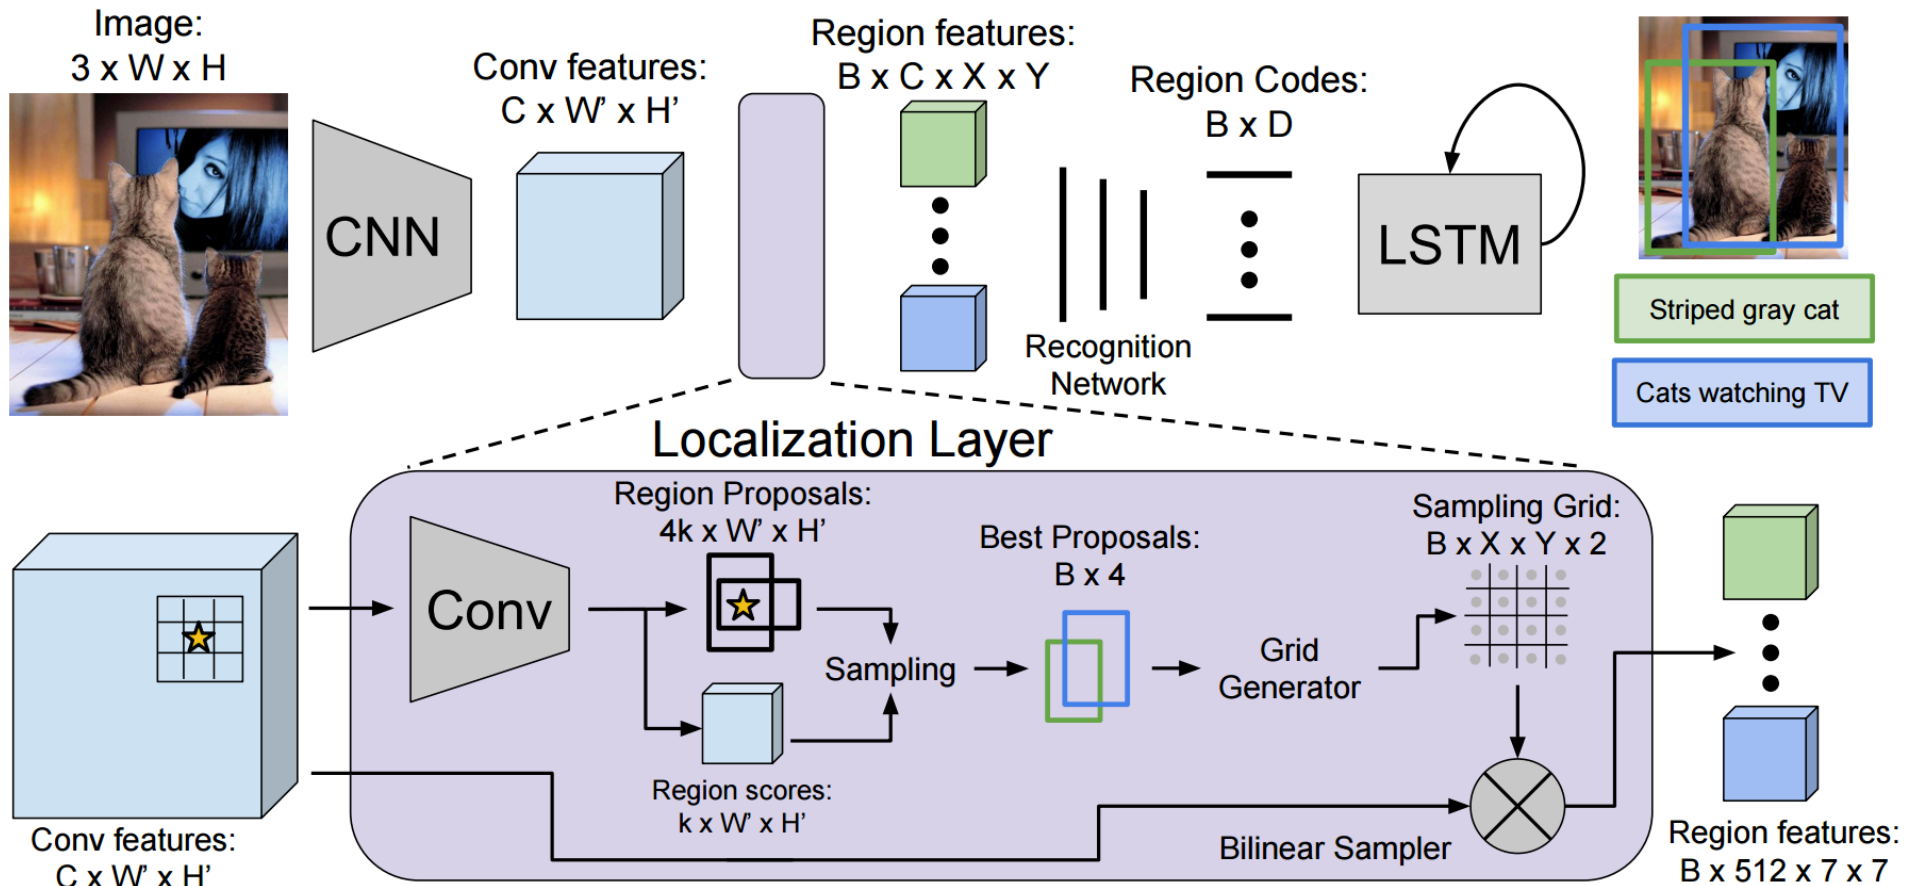 Image:
3 x W x H
CNN
Conv features:
C x W’ x H’
Region features:
B x C x X x Y
Recognition
Network
Region Codes:
B x D
LSTM
Striped gray cat
Cats watching TV
Localization Layer
Conv features:
C x W’ x H’
Conv
Region Proposals:
4k x W’ x H’
Region scores:
k x W’ x H’
Sampling
Best Proposals:
B x 4
Grid
Generator
Sampling Grid:
B x X x Y x 2
Bilinear Sampler
Region features:
B x 512 x 7 x 7